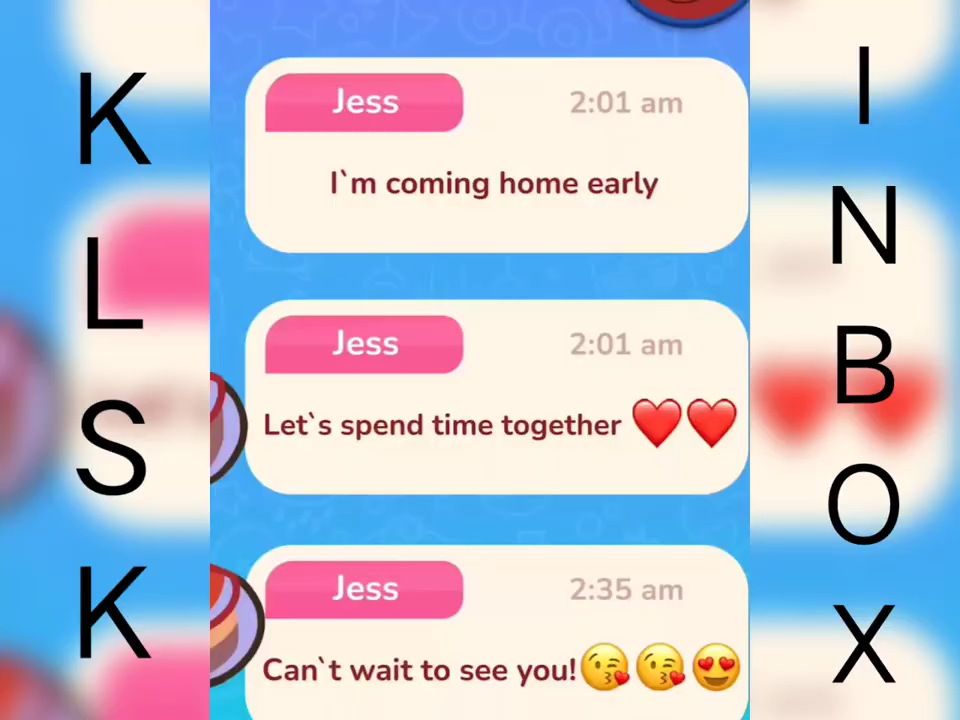 K
L
S
K
Jess 2:01 am
I`m coming home early
Jess 2:01 am
Let`s spend time together ❤️❤️
Jess 2:35 am
Can`t wait to see you!😘😘😍
I
N
B
O
X